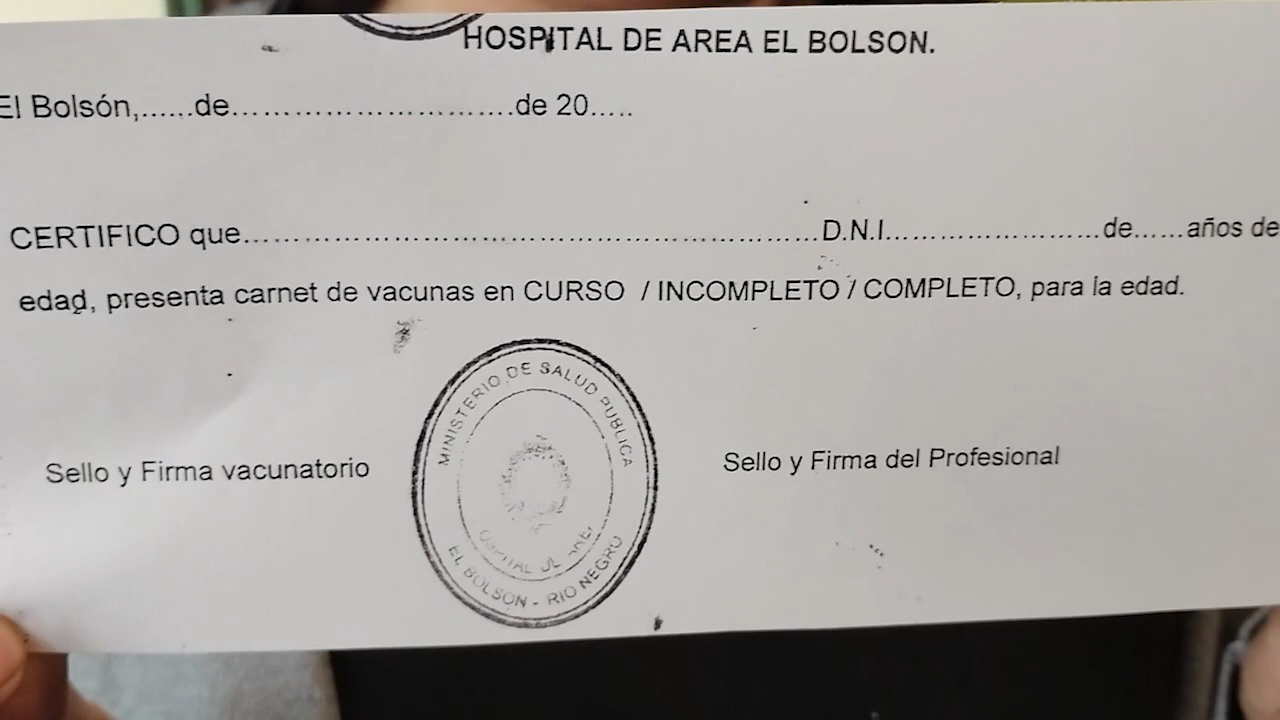 HOSPITAL DE AREA EL BOLSON.
El Bolsón,......de............................de 20.....
CERTIFICO que.........................................................D.N.I........................de......años de
edad, presenta carnet de vacunas en CURSO / INCOMPLETO / COMPLETO, para la edad.
MINISTERIO DE SALUD PUBLICA
EL BOLSON - RIO NEGRO
Sello y Firma vacunatorio
Sello y Firma del Profesional